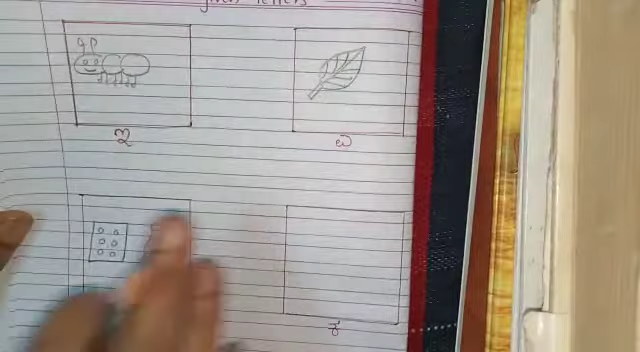 given letters
ಇ ಎ